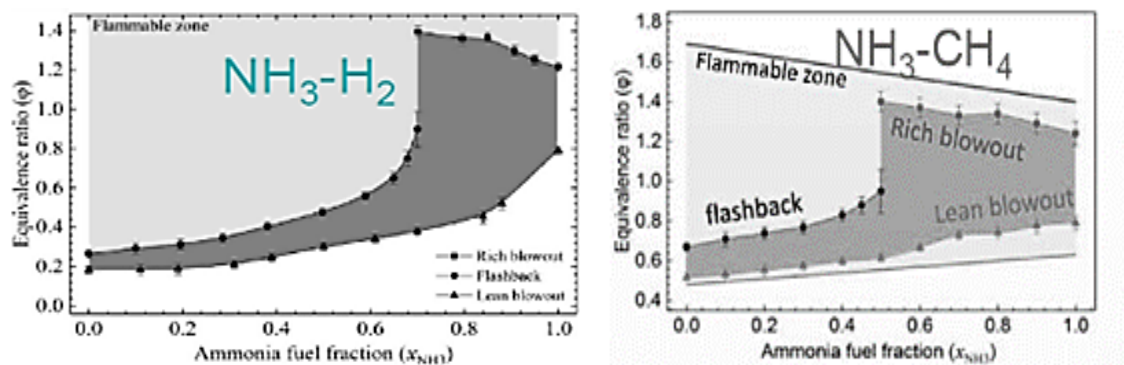 Flammable zone
NH3-H2
Equivalence ratio (φ)
1.4
1.2
1.0
0.8
0.6
0.4
0.2
0.0
Rich blowout
Flashback
Lean blowout
0.0 0.2 0.4 0.6 0.8 1.0
Ammonia fuel fraction (xNH3)
NH3-CH4
Flammable zone
Equivalence ratio (φ)
1.8
1.6
1.4
1.2
1.0
0.8
0.6
0.4
Rich blowout
flashback
Lean blowout
0.0 0.2 0.4 0.6 0.8 1.0
Ammonia fuel fraction (xNH3)